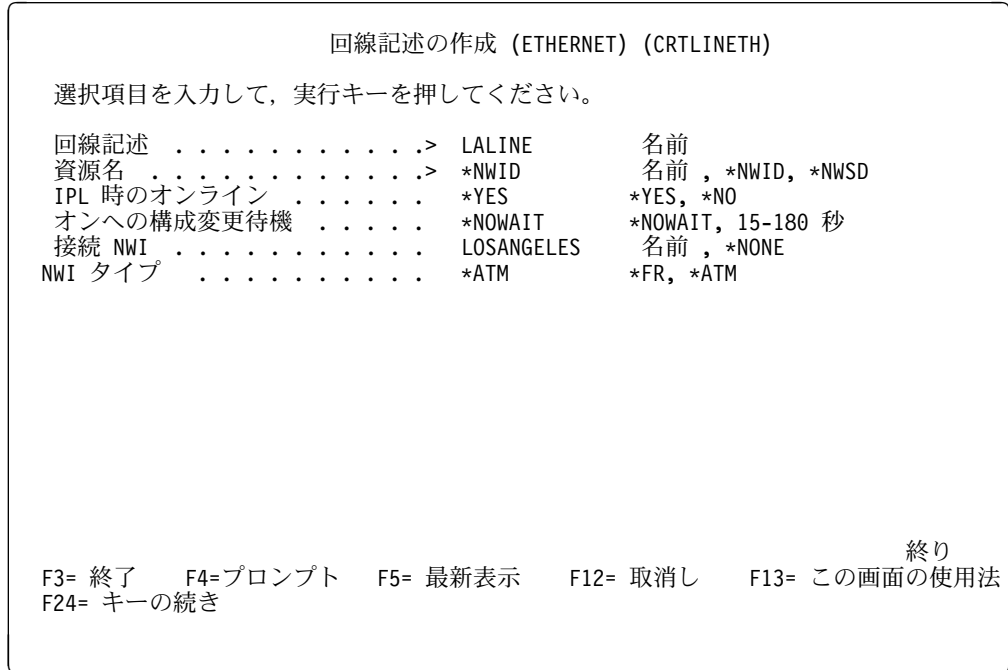 回線記述の作成 (ETHERNET) (CRTLINETH)
選択項目を入力して，実行キーを押してください。
回線記述 . . . . . . . . . . .> LALINE 名前
資源名 . . . . . . . . . . . .> *NWID 名前 , *NWID, *NWSD
IPL 時のオンライン . . . . . . *YES *YES, *NO
オンへの構成変更待機 . . . . . *NOWAIT *NOWAIT, 15-180 秒
接続 NWI . . . . . . . . . . . LOSANGELES 名前 , *NONE
NWI タイプ . . . . . . . . . . *ATM *FR, *ATM
終り
F3= 終了 F4=プロンプト F5= 最新表示 F12= 取消し F13= この画面の使用法
F24= キーの続き